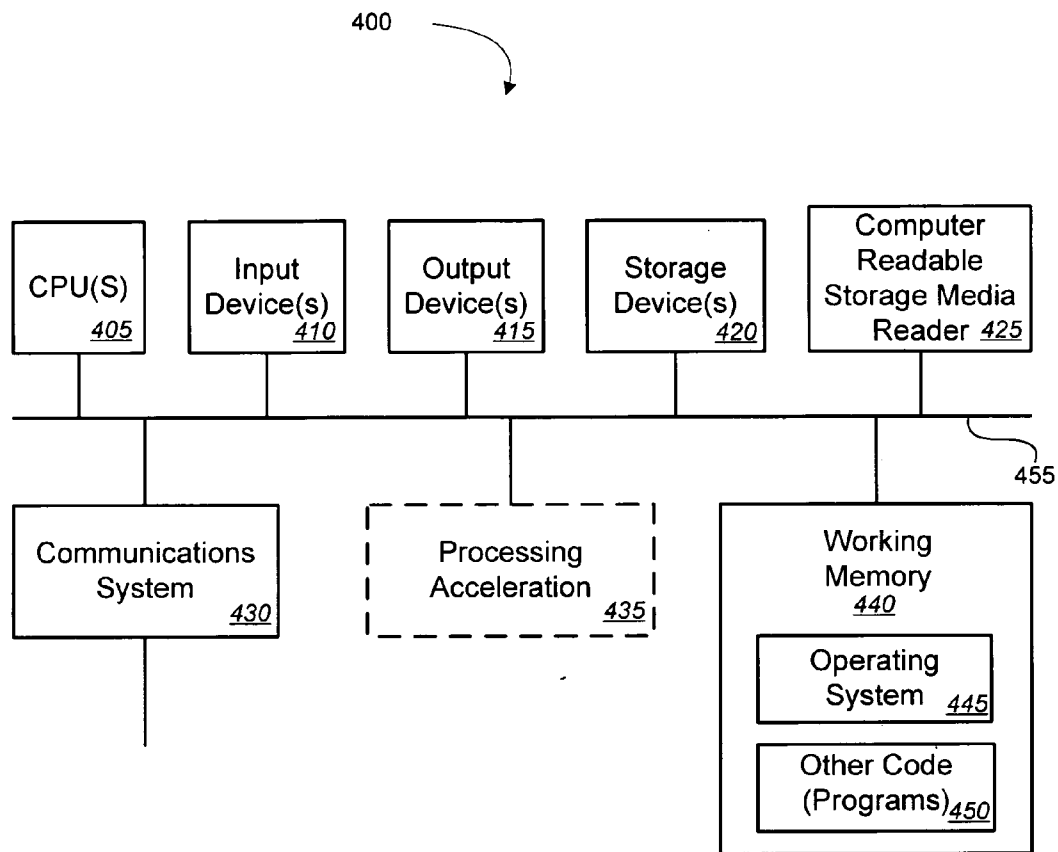 400
CPU(S)
405
Input
Device(s)
410
Output
Device(s)
415
Storage
Device(s)
420
Computer
Readable
Storage Media
Reader 425
455
Communications
System
430
Processing
Acceleration
435
Working
Memory
440
Operating
System
445
Other Code
(Programs)
450